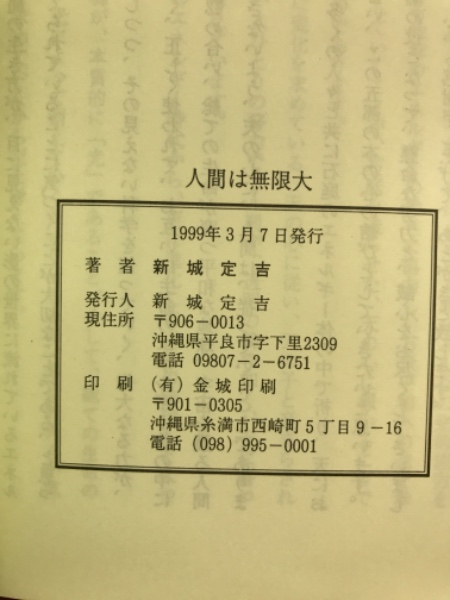 人間は無限大
1999年3月7日発行
著者 新城定吉
発行人 新城定吉
現住所 〒906-0013
沖縄県平良市字下里2309
電話 09807-2-6751
印刷 (有)金城印刷
〒901-0305
沖縄県糸満市西崎町5丁目9-16
電話 (098) 995-0001